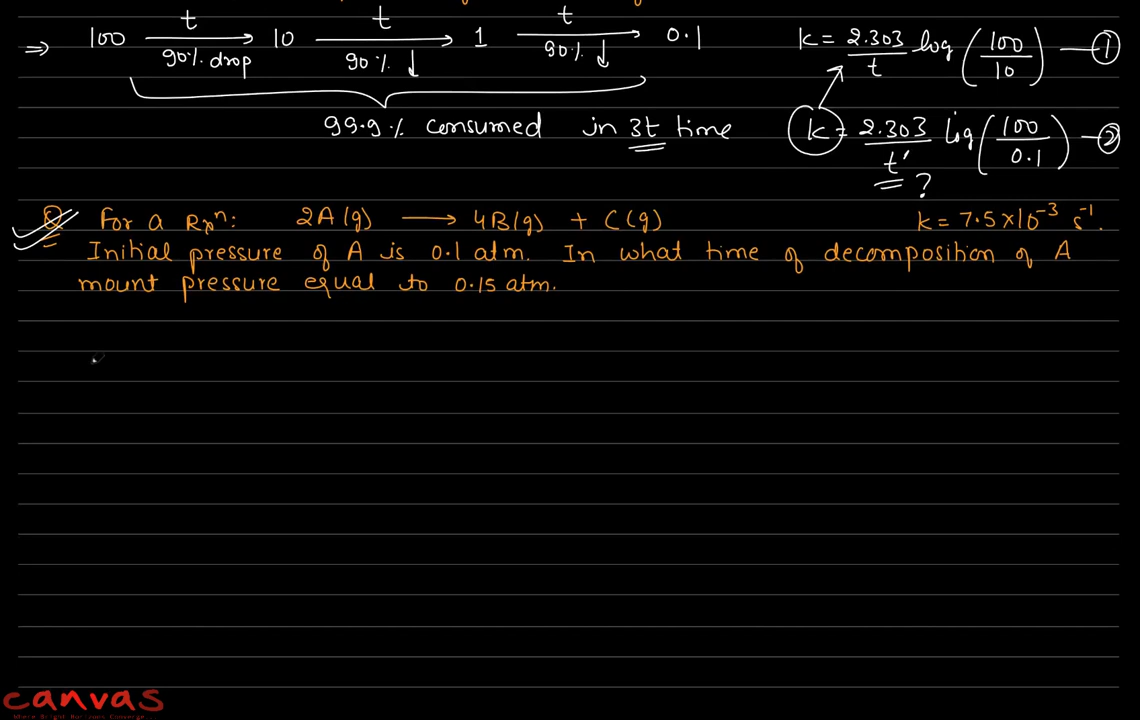 ⇒ 100 —t→ 10 —t→ 1 —t→ 0.1 k = 2.303/t log (100/10) — ①
90% drop 90% ↓ 90% ↓
99.9% consumed in 3t time k = 2.303/t' log (100/0.1) — ②
?
Q For a Rxⁿ: 2A(g) → 4B(g) + C(g) k = 7.5×10⁻³ s⁻¹.
Initial pressure of A is 0.1 atm. In what time of decomposition of A
mount pressure equal to 0.15 atm.
canvas